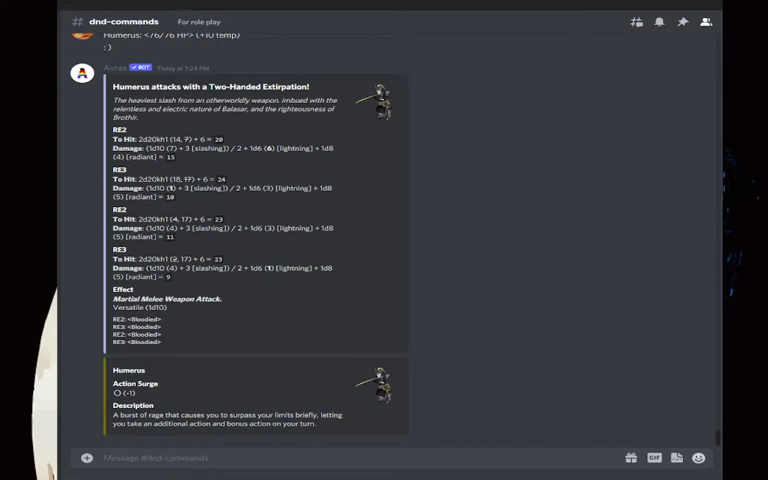 # dnd-commands For role play
Humerus: <76/76 HP> (+10 temp)
: )
Avrae ✓ BOT Today at 7:24 PM
Humerus attacks with a Two-Handed Extirpation!
The heaviest slash from an otherworldly weapon. imbued with the
relentless and electric nature of Balasar, and the righteousness of
Brothir.
RE2
To Hit: 2d20kh1 (14, 7) + 6 = 20
Damage: (1d10 (7) + 3 [slashing]) / 2 + 1d6 (6) [lightning] + 1d8
(4) [radiant] = 15
RE3
To Hit: 2d20kh1 (18, 17) + 6 = 24
Damage: (1d10 (1) + 3 [slashing]) / 2 + 1d6 (3) [lightning] + 1d8
(5) [radiant] = 10
RE2
To Hit: 2d20kh1 (4, 17) + 6 = 23
Damage: (1d10 (4) + 3 [slashing]) / 2 + 1d6 (3) [lightning] + 1d8
(5) [radiant] = 11
RE3
To Hit: 2d20kh1 (2, 17) + 6 = 23
Damage: (1d10 (4) + 3 [slashing]) / 2 + 1d6 (1) [lightning] + 1d8
(5) [radiant] = 9
Effect
Martial Melee Weapon Attack.
Versatile (1d10)
RE2: <Bloodied>
RE3: <Bloodied>
RE2: <Bloodied>
RE3: <Bloodied>
Humerus
Action Surge
〇 (-1)
Description
A burst of rage that causes you to surpass your limits briefly, letting
you take an additional action and bonus action on your turn.
Message #dnd-commands
GIF